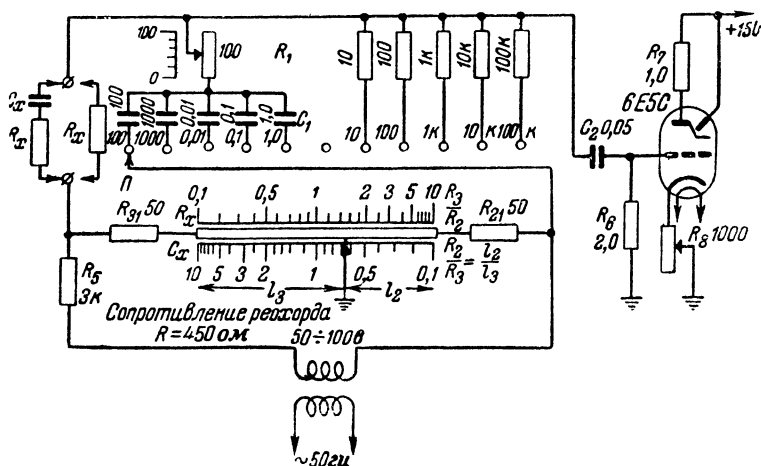 100
0
100
R₁
10
100
1к
10к
100к
+150
R₇
1,0
6Е5С
Cₓ
Rₓ
Rₓ
100
1000
0,01
0,1
1,0
C₁
100
1000
0,01
0,1
1,0
10
100
1к
10к
100к
C₂ 0,05
П
R₃₁ 50
Rₓ
0,1
0,5
1
2
3
5
10
R₃
R₂
R₂₁ 50
R₆
2,0
R₈ 1000
Cₓ
10
5
3
2
1
0,5
0,1
R₂/R₃ = l₂/l₃
R₅
3к
l₃
l₂
Сопротивление реохорда
R=450 ом
50÷100в
~50гц